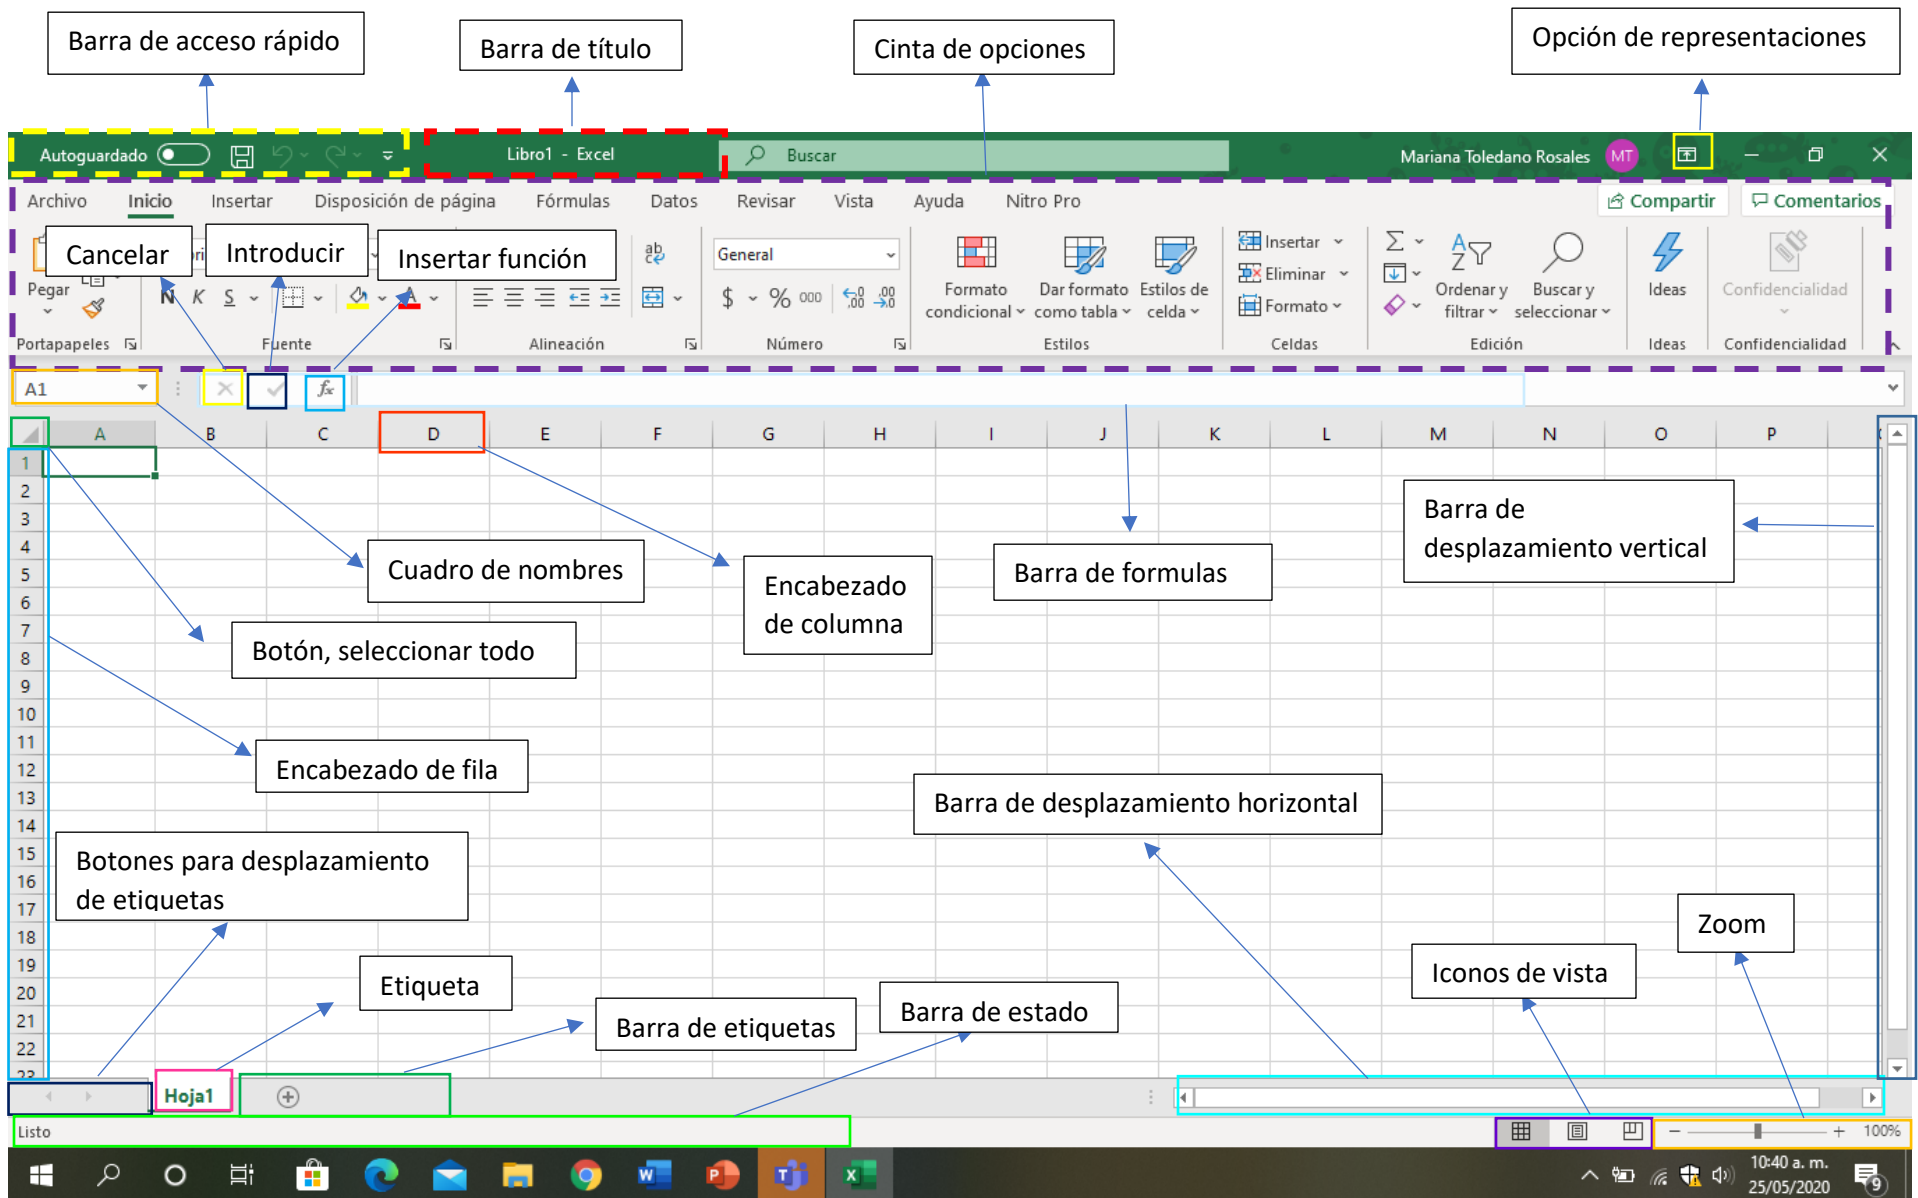 Barra de acceso rápido
Barra de título
Cinta de opciones
Opción de representaciones
Autoguardado
Libro1 - Excel
Buscar
Mariana Toledano Rosales
MT
Archivo Inicio Insertar Disposición de página Fórmulas Datos Revisar Vista Ayuda Nitro Pro
Compartir
Comentarios
Cancelar
Introducir
Insertar función
General
Insertar
Eliminar
Formato
Pegar
N K S
$ % 000
Formato
condicional
Dar formato
como tabla
Estilos de
celda
Ordenar y
filtrar
Buscar y
seleccionar
Ideas
Confidencialidad
Portapapeles Fuente Alineación Número Estilos Celdas Edición Ideas Confidencialidad
A1
fx
A B C D E F G H I J K L M N O P
1
2
3
4
5
6
7
8
9
10
11
12
13
14
15
16
17
18
19
20
21
22
23
Barra de
desplazamiento vertical
Cuadro de nombres
Encabezado
de columna
Barra de formulas
Botón, seleccionar todo
Encabezado de fila
Barra de desplazamiento horizontal
Botones para desplazamiento
de etiquetas
Zoom
Etiqueta
Iconos de vista
Barra de etiquetas
Barra de estado
Hoja1
Listo
100%
10:40 a. m.
25/05/2020
9